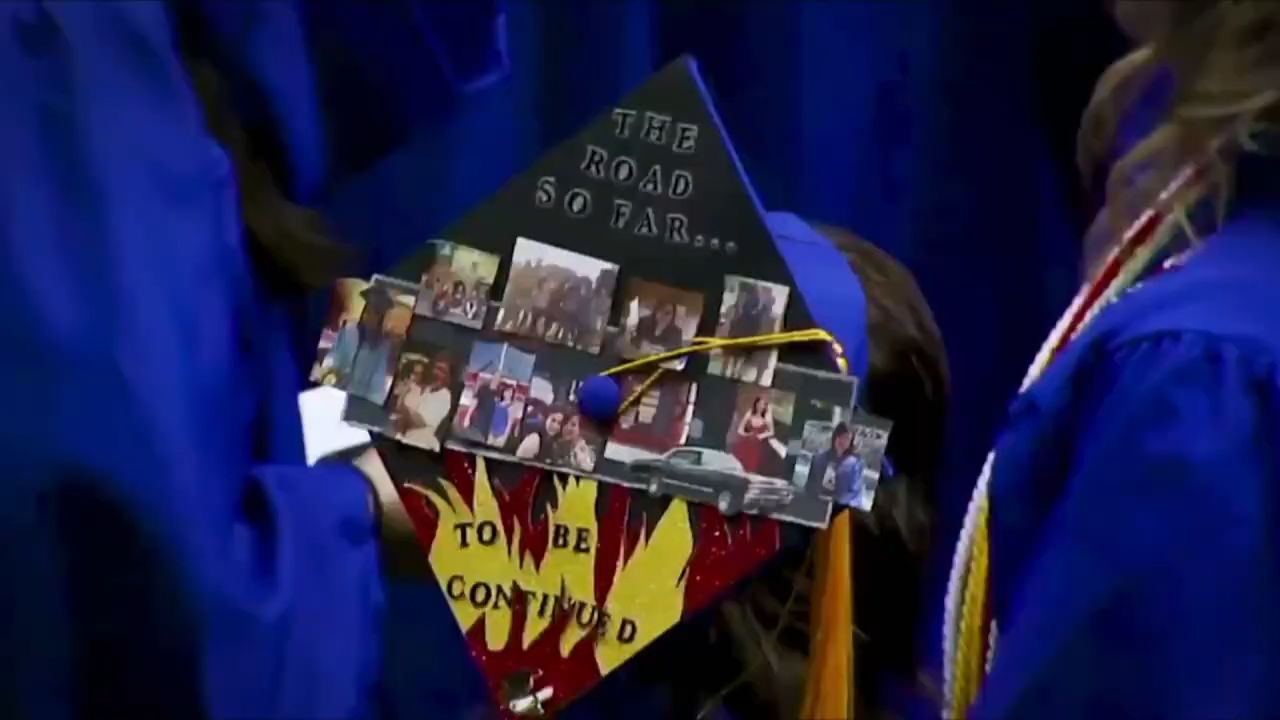 THE
ROAD
SO FAR...
TO BE
CONTINUED